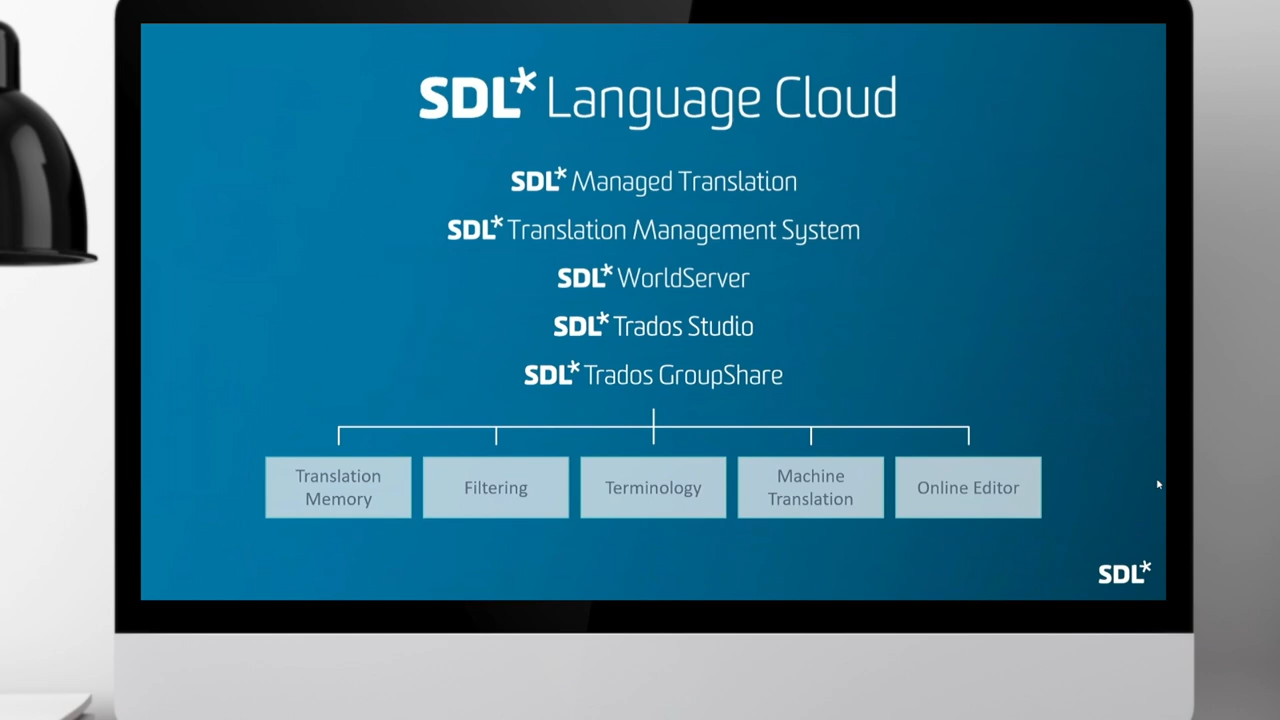 SDL* Language Cloud
SDL* Managed Translation
SDL* Translation Management System
SDL* WorldServer
SDL* Trados Studio
SDL* Trados GroupShare
Translation
Memory
Filtering
Terminology
Machine
Translation
Online Editor
SDL*